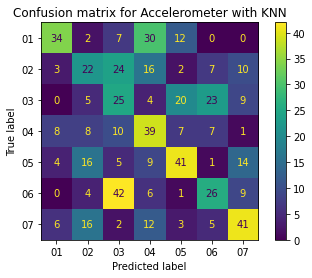 Confusion matrix for Accelerometer with KNN
01 34 2 7 30 12 0 0
02 3 22 24 16 2 7 10
03 0 5 25 4 20 23 9
04 8 8 10 39 7 7 1
05 4 16 5 9 41 1 14
06 0 4 42 6 1 26 9
07 6 16 2 12 3 5 41
01 02 03 04 05 06 07
True label
Predicted label
40
35
30
25
20
15
10
5
0